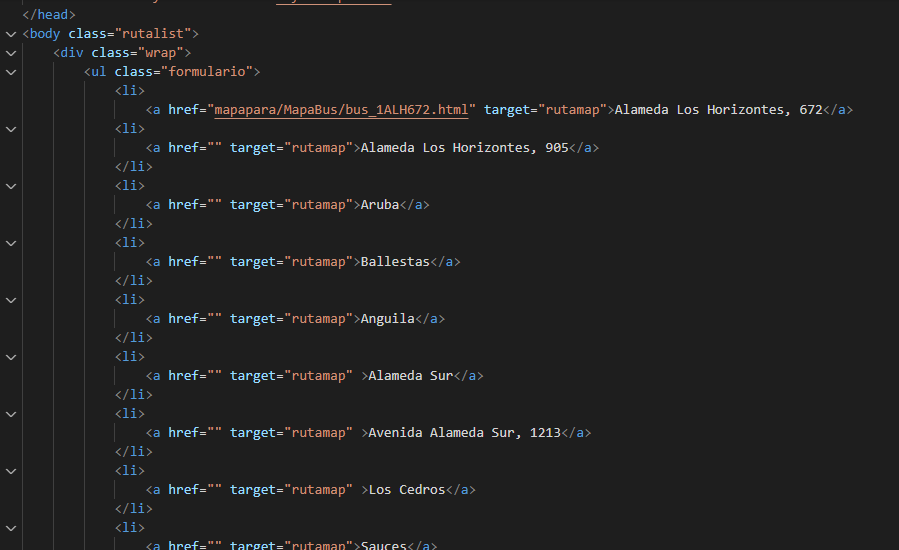 </head>
<body class="rutalist">
<div class="wrap">
<ul class="formulario">
<li>
<a href="mapapara/MapaBus/bus_1ALH672.html" target="rutamap">Alameda Los Horizontes, 672</a>
<li>
<a href="" target="rutamap">Alameda Los Horizontes, 905</a>
</li>
<li>
<a href="" target="rutamap">Aruba</a>
</li>
<li>
<a href="" target="rutamap">Ballestas</a>
</li>
<li>
<a href="" target="rutamap">Anguila</a>
</li>
<li>
<a href="" target="rutamap" >Alameda Sur</a>
</li>
<li>
<a href="" target="rutamap" >Avenida Alameda Sur, 1213</a>
</li>
<li>
<a href="" target="rutamap" >Los Cedros</a>
</li>
<li>
<a href="" target="rutamap">Sauces</a>